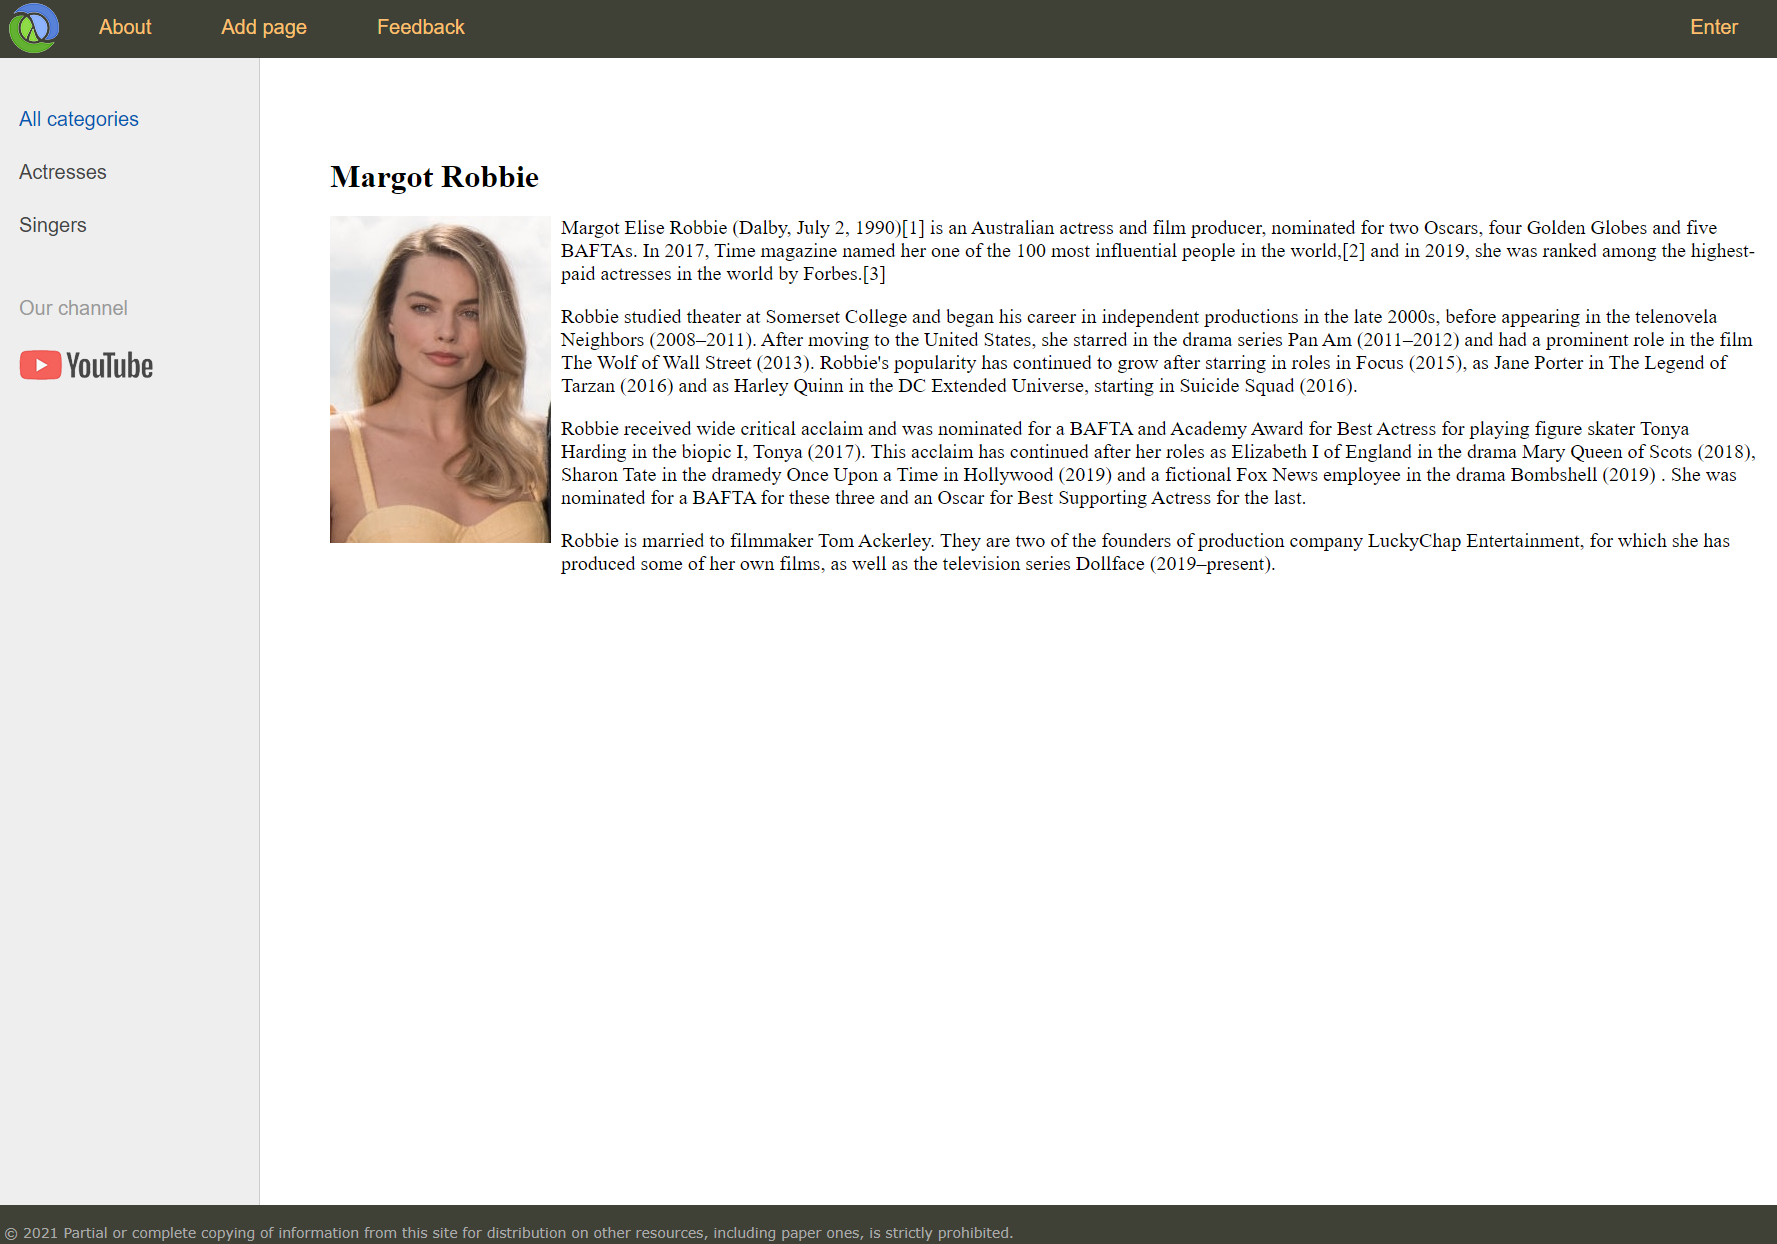 About
Add page
Feedback
Enter
All categories
Actresses
Singers
Our channel
YouTube
Margot Robbie
Margot Elise Robbie (Dalby, July 2, 1990)[1] is an Australian actress and film producer, nominated for two Oscars, four Golden Globes and five
BAFTAs. In 2017, Time magazine named her one of the 100 most influential people in the world,[2] and in 2019, she was ranked among the highest-
paid actresses in the world by Forbes.[3]
Robbie studied theater at Somerset College and began his career in independent productions in the late 2000s, before appearing in the telenovela
Neighbors (2008–2011). After moving to the United States, she starred in the drama series Pan Am (2011–2012) and had a prominent role in the film
The Wolf of Wall Street (2013). Robbie's popularity has continued to grow after starring in roles in Focus (2015), as Jane Porter in The Legend of
Tarzan (2016) and as Harley Quinn in the DC Extended Universe, starting in Suicide Squad (2016).
Robbie received wide critical acclaim and was nominated for a BAFTA and Academy Award for Best Actress for playing figure skater Tonya
Harding in the biopic I, Tonya (2017). This acclaim has continued after her roles as Elizabeth I of England in the drama Mary Queen of Scots (2018),
Sharon Tate in the dramedy Once Upon a Time in Hollywood (2019) and a fictional Fox News employee in the drama Bombshell (2019) . She was
nominated for a BAFTA for these three and an Oscar for Best Supporting Actress for the last.
Robbie is married to filmmaker Tom Ackerley. They are two of the founders of production company LuckyChap Entertainment, for which she has
produced some of her own films, as well as the television series Dollface (2019–present).
© 2021 Partial or complete copying of information from this site for distribution on other resources, including paper ones, is strictly prohibited.